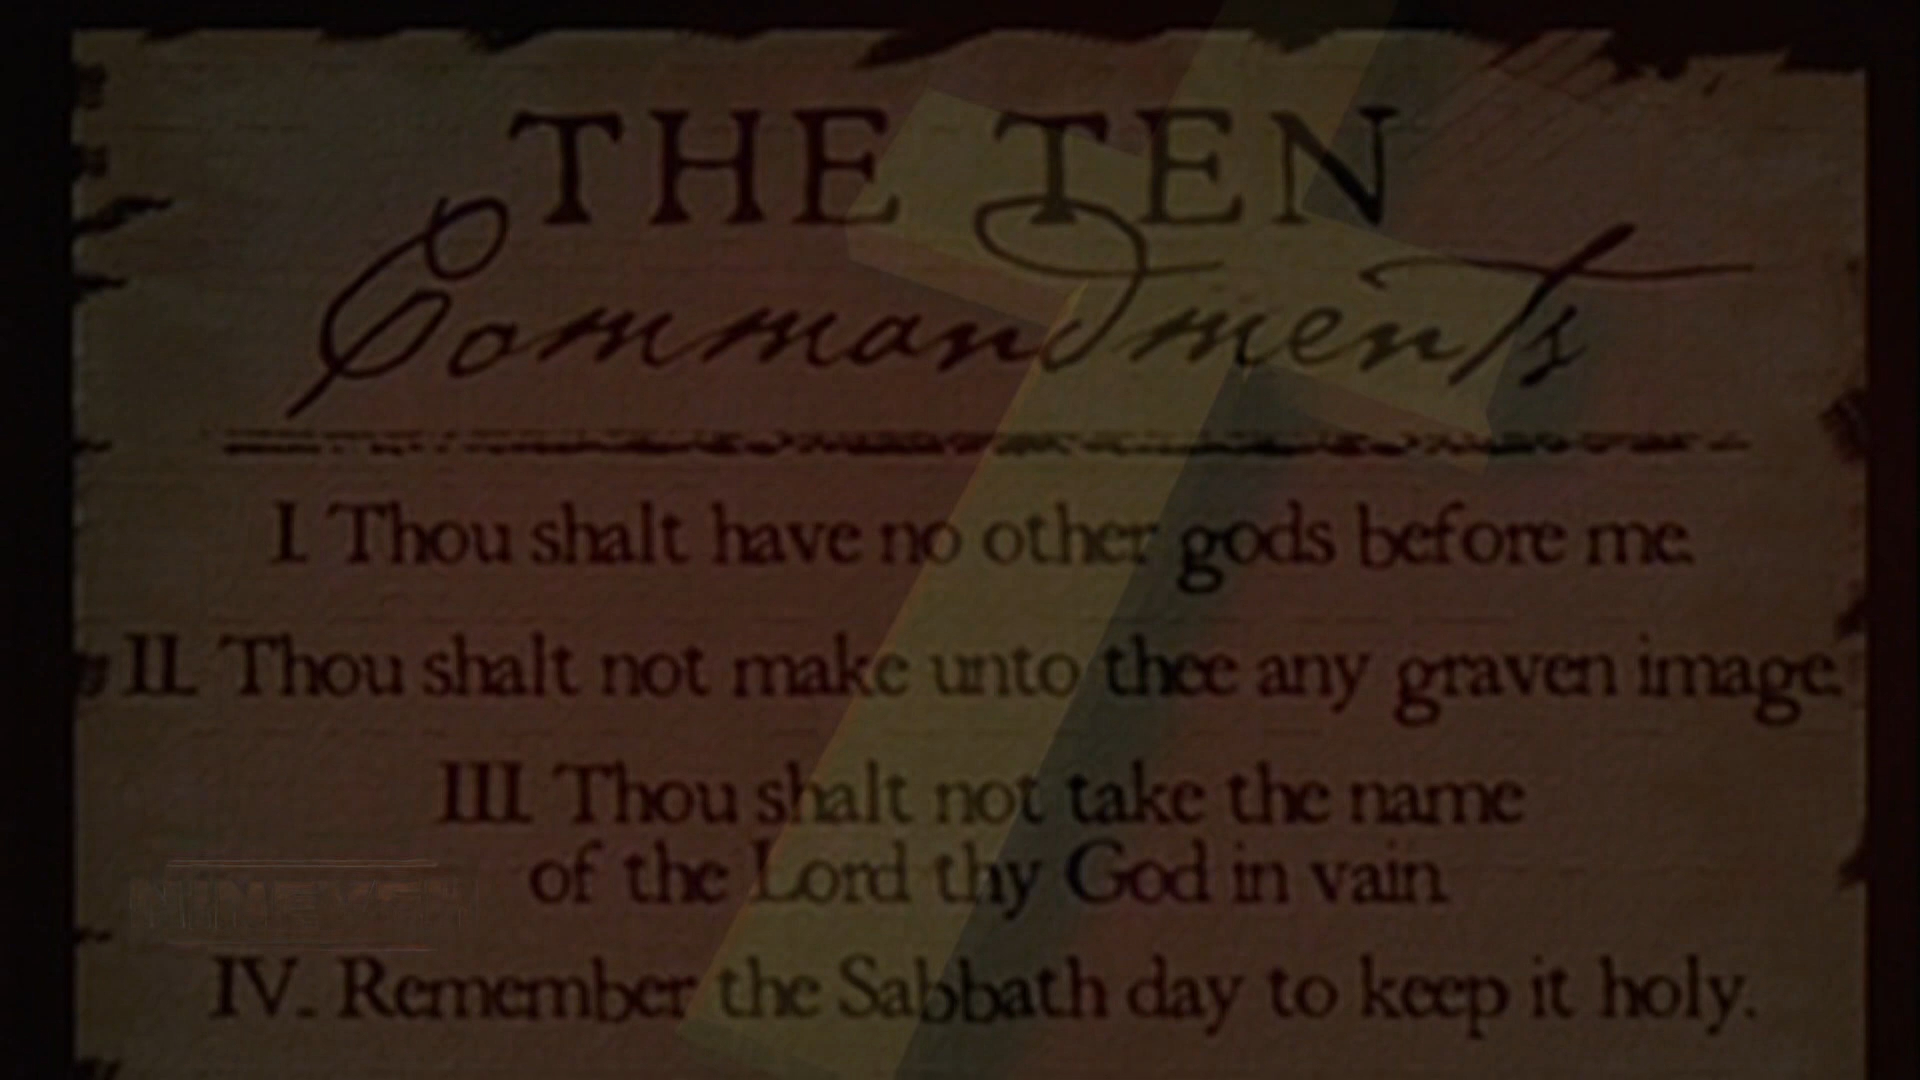 THE TEN
Commandments
I. Thou shalt have no other gods before me.
II. Thou shalt not make unto thee any graven image.
III. Thou shalt not take the name
of the Lord thy God in vain.
IV. Remember the Sabbath day to keep it holy.